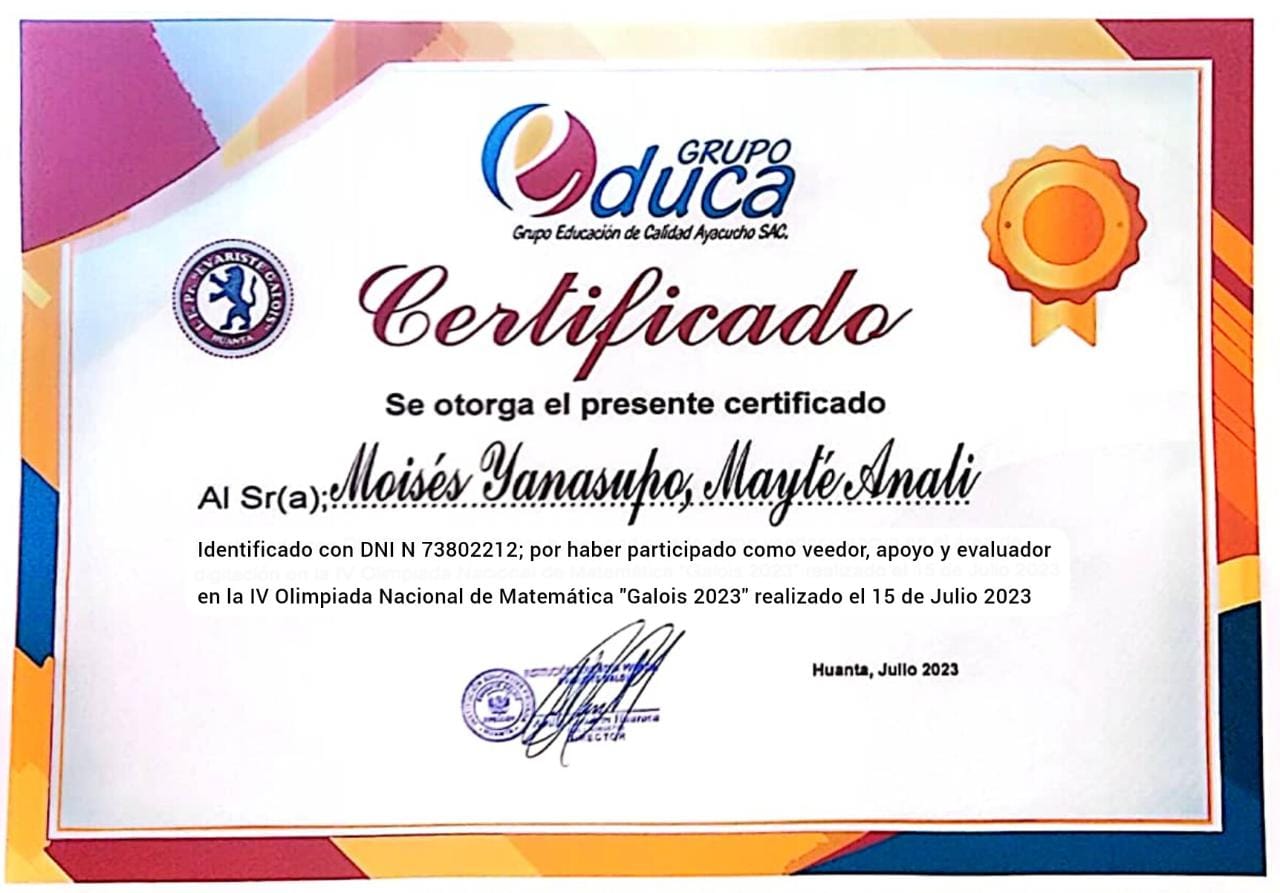 GRUPO
educa
Grupo Educación de Calidad Ayacucho SAC.
I.E. Pr. EVARISTE GALOIS
HUANTA
Certificado
Se otorga el presente certificado
Al Sr(a); Moisés Yanasupo, Mayté Anali
Identificado con DNI N 73802212; por haber participado como veedor, apoyo y evaluador
digitación en la IV Olimpiada Nacional de Matemática "Galois 2023" realizado el 15 de Julio 2023
en la IV Olimpiada Nacional de Matemática "Galois 2023" realizado el 15 de Julio 2023
Huanta, Julio 2023
DIRECTOR